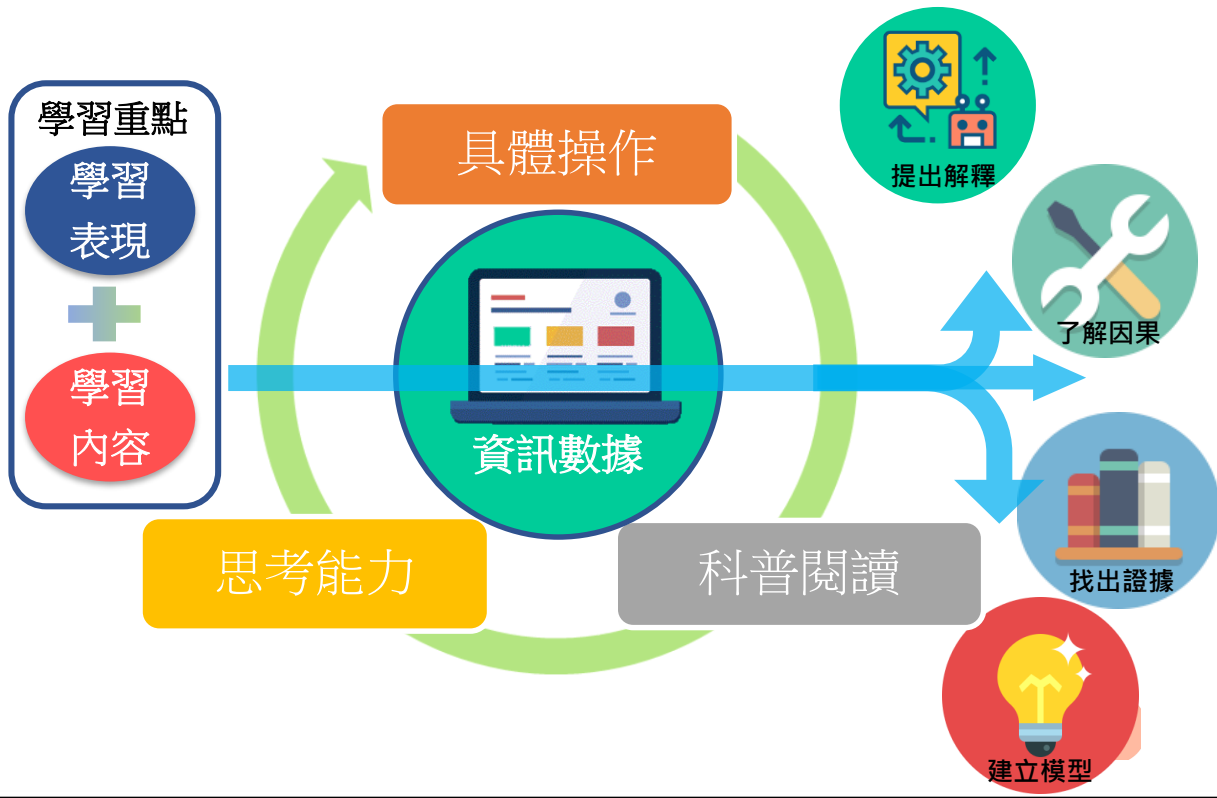 學習重點
學習
表現
學習
內容
具體操作
資訊數據
思考能力
科普閱讀
提出解釋
了解因果
找出證據
建立模型